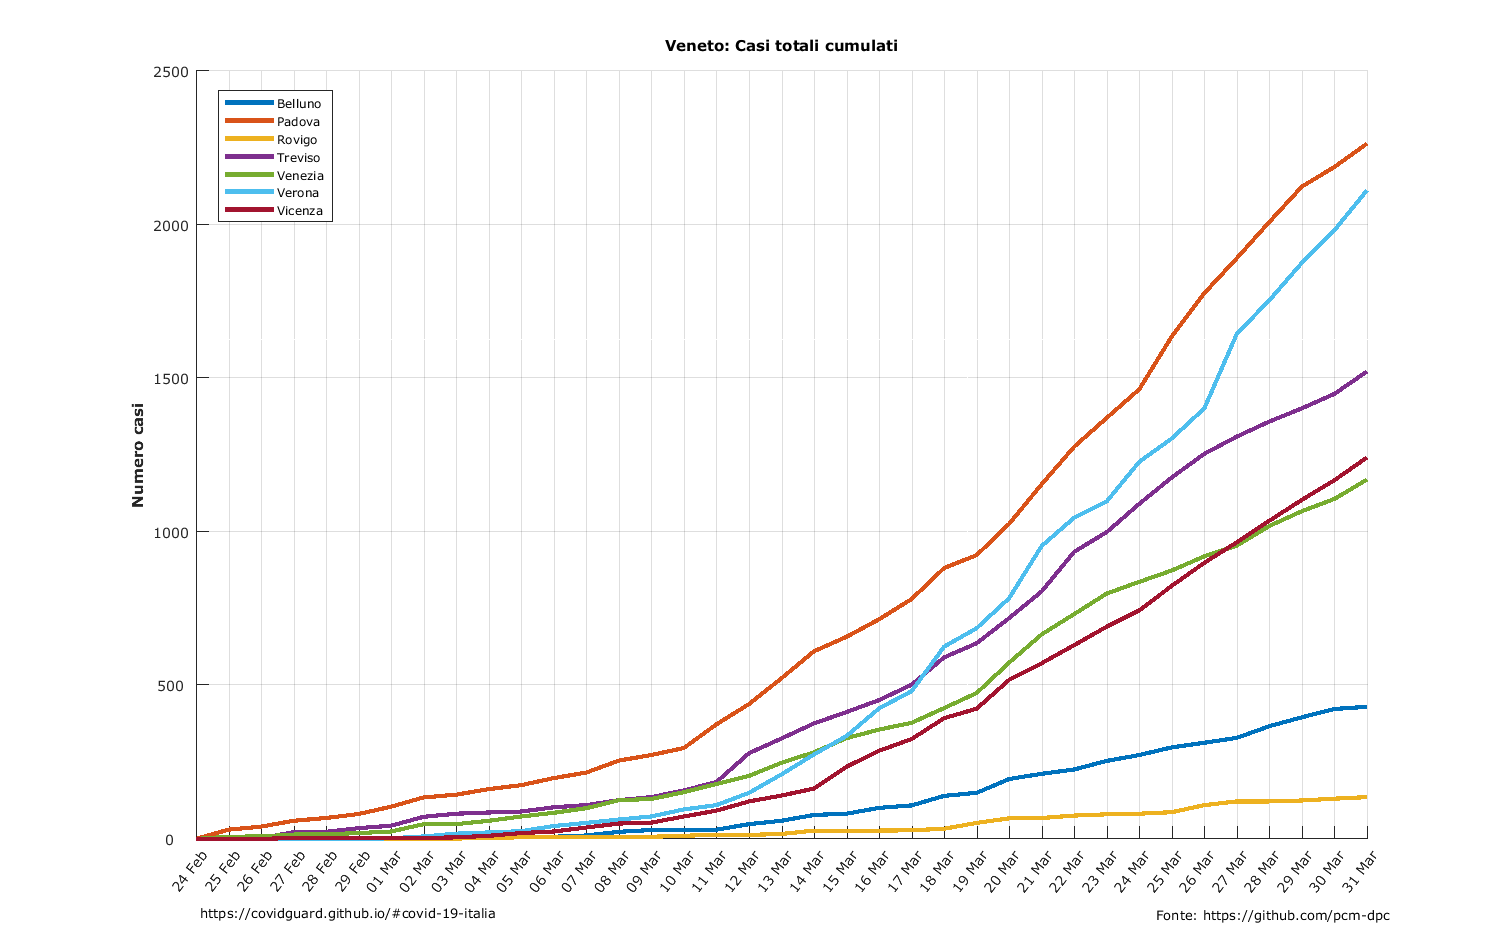 Veneto: Casi totali cumulati
Numero casi
2500
2000
1500
1000
500
0
Belluno
Padova
Rovigo
Treviso
Venezia
Verona
Vicenza
24 Feb
25 Feb
26 Feb
27 Feb
28 Feb
29 Feb
01 Mar
02 Mar
03 Mar
04 Mar
05 Mar
06 Mar
07 Mar
08 Mar
09 Mar
10 Mar
11 Mar
12 Mar
13 Mar
14 Mar
15 Mar
16 Mar
17 Mar
18 Mar
19 Mar
20 Mar
21 Mar
22 Mar
23 Mar
24 Mar
25 Mar
26 Mar
27 Mar
28 Mar
29 Mar
30 Mar
31 Mar
https://covidguard.github.io/#covid-19-italia
Fonte: https://github.com/pcm-dpc